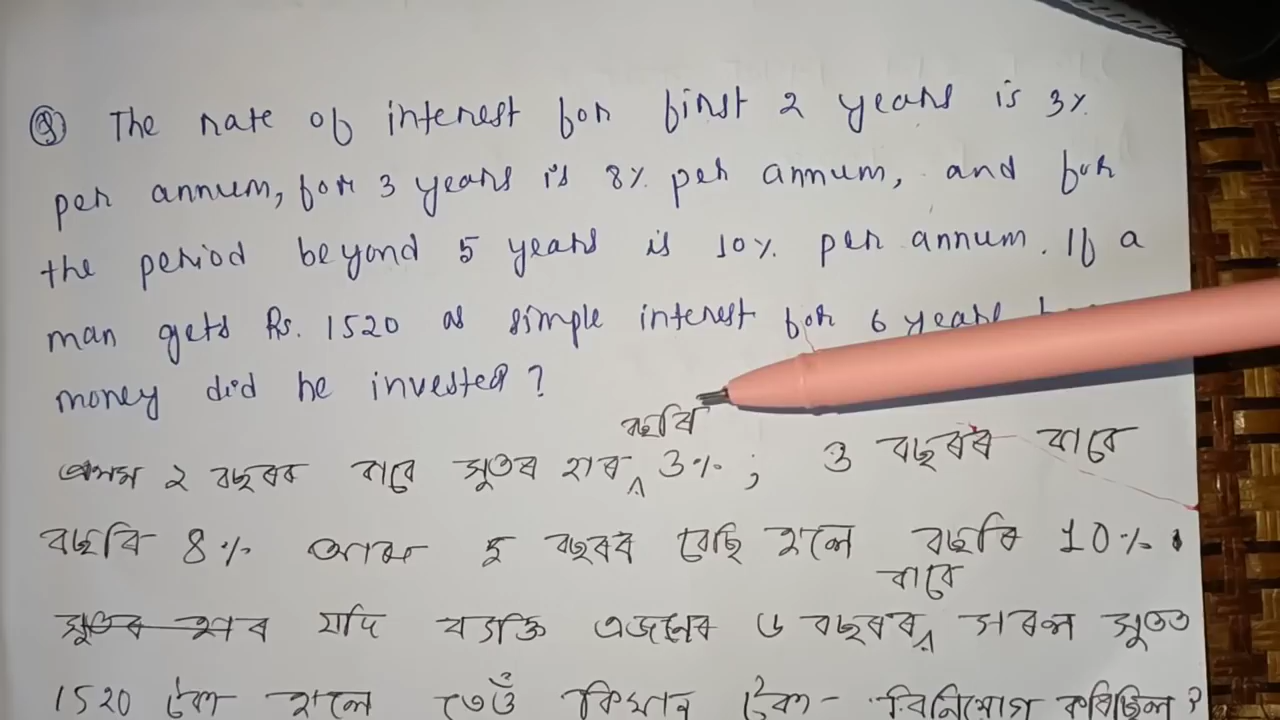 Q The rate of interest for first 2 years is 3%
per annum, for 3 years is 8% per annum, and for
the period beyond 5 years is 10% per annum. If a
man gets Rs. 1520 as simple interest for 6 years
money did he invested?
বছৰি
প্ৰথম ২ বছৰৰ বাবে সুতৰ হাৰ 3%; ৩ বছৰৰ বাবে
বছৰি 8% আৰু ৫ বছৰৰ বেছি হলে বছৰি 10%।
বাবে
সুতৰ হাৰ যদি ব্যক্তি এজনৰ ৬ বছৰৰ সৰল সুতত
1520 টকা হলে তেওঁ কিমান টকা বিনিয়োগ কৰিছিল?